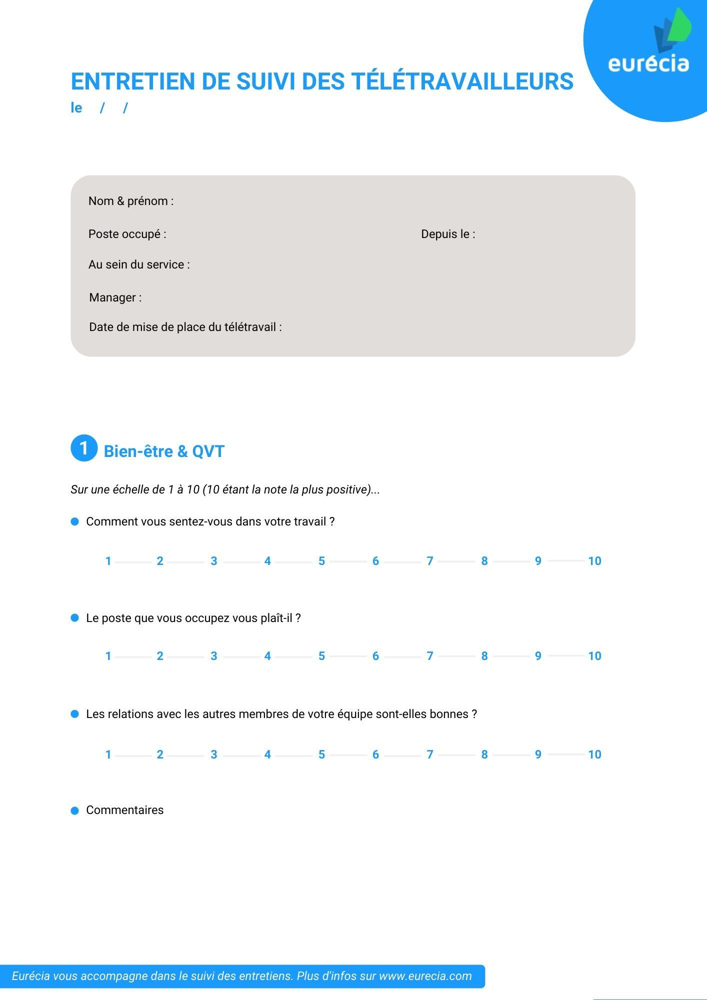 eurécia
ENTRETIEN DE SUIVI DES TÉLÉTRAVAILLEURS
le / /
Nom & prénom :
Poste occupé : Depuis le :
Au sein du service :
Manager :
Date de mise de place du télétravail :
1 Bien-être & QVT
Sur une échelle de 1 à 10 (10 étant la note la plus positive)...
Comment vous sentez-vous dans votre travail ?
1 2 3 4 5 6 7 8 9 10
Le poste que vous occupez vous plaît-il ?
1 2 3 4 5 6 7 8 9 10
Les relations avec les autres membres de votre équipe sont-elles bonnes ?
1 2 3 4 5 6 7 8 9 10
Commentaires
Eurécia vous accompagne dans le suivi des entretiens. Plus d'infos sur www.eurecia.com